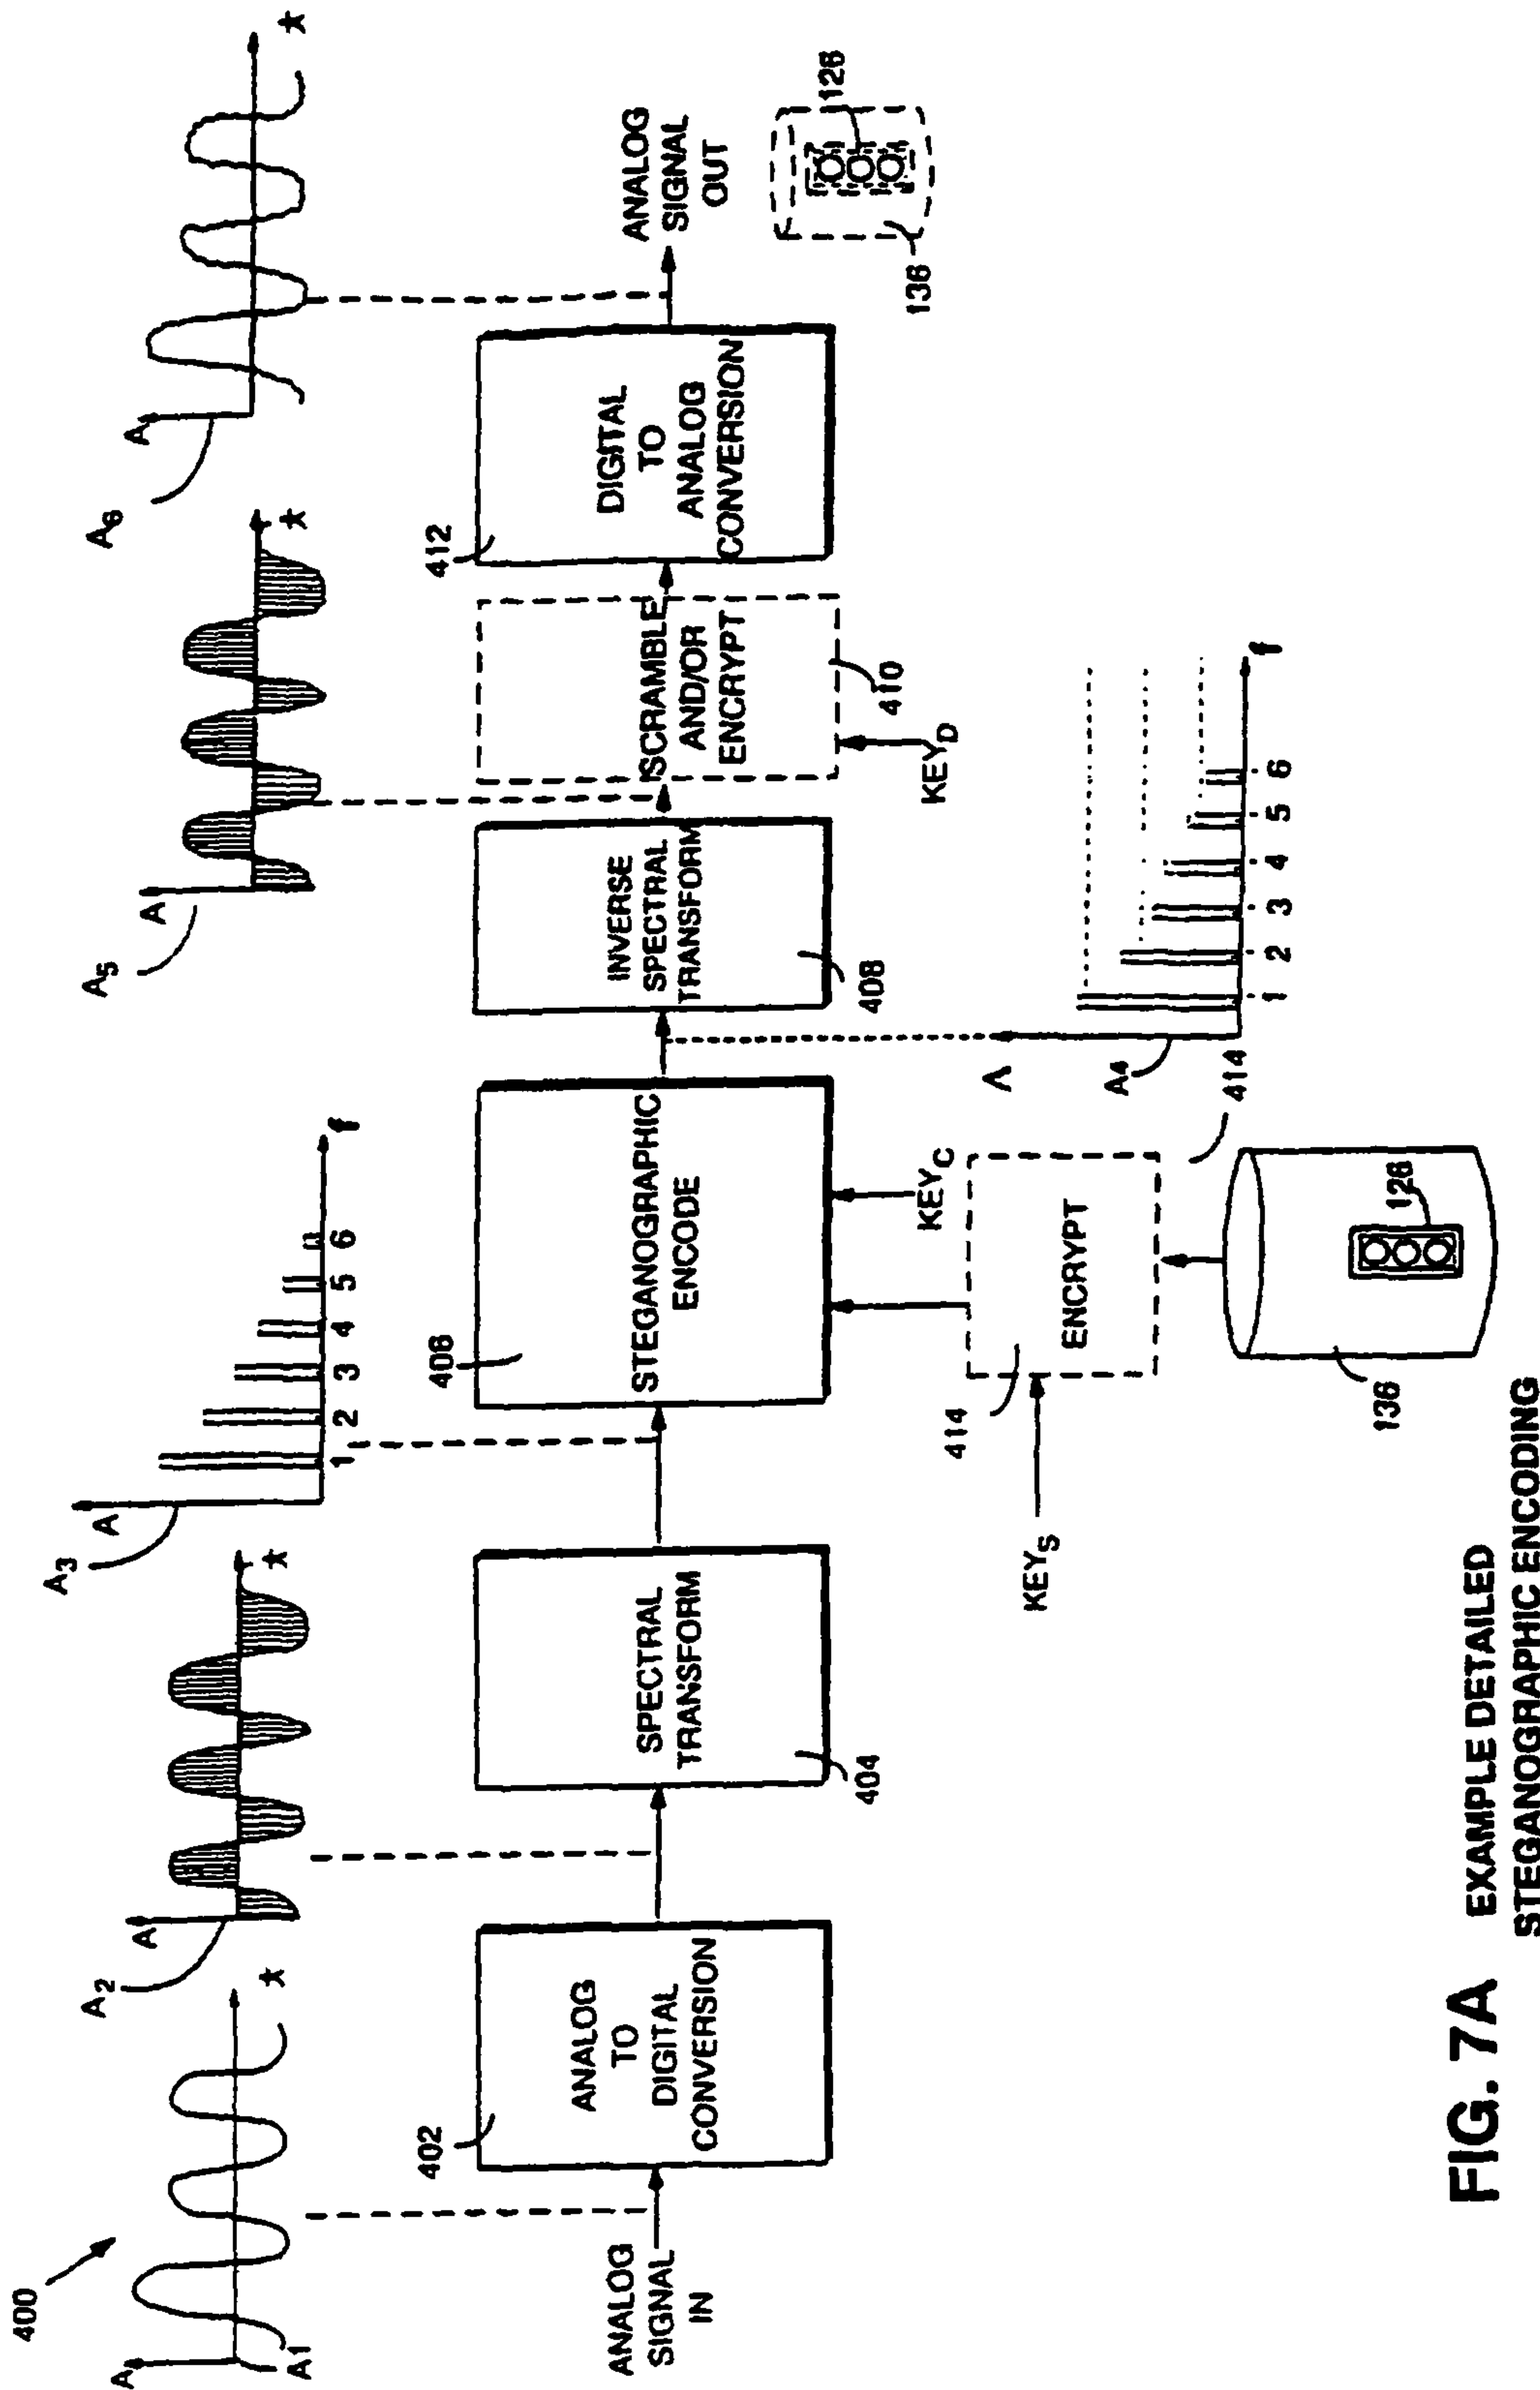 400
A
A1
*
A2
A
*
A3
A
1 2 3 4 5 6
f
A5
A
*
A6
A
*
ANALOG
SIGNAL
IN
402
ANALOG
TO
DIGITAL
CONVERSION
SPECTRAL
TRANSFORM
404
406
STEGANOGRAPHIC
ENCODE
INVERSE
SPECTRAL
TRANSFORM
408
SCRAMBLE
AND/OR
ENCRYPT
410
KEYD
412
DIGITAL
TO
ANALOG
CONVERSION
ANALOG
SIGNAL
OUT
136
126
KEYS
414
ENCRYPT
KEYC
414
136
126
A
A4
1 2 3 4 5 6
f
FIG. 7A
EXAMPLE DETAILED
STEGANOGRAPHIC ENCODING